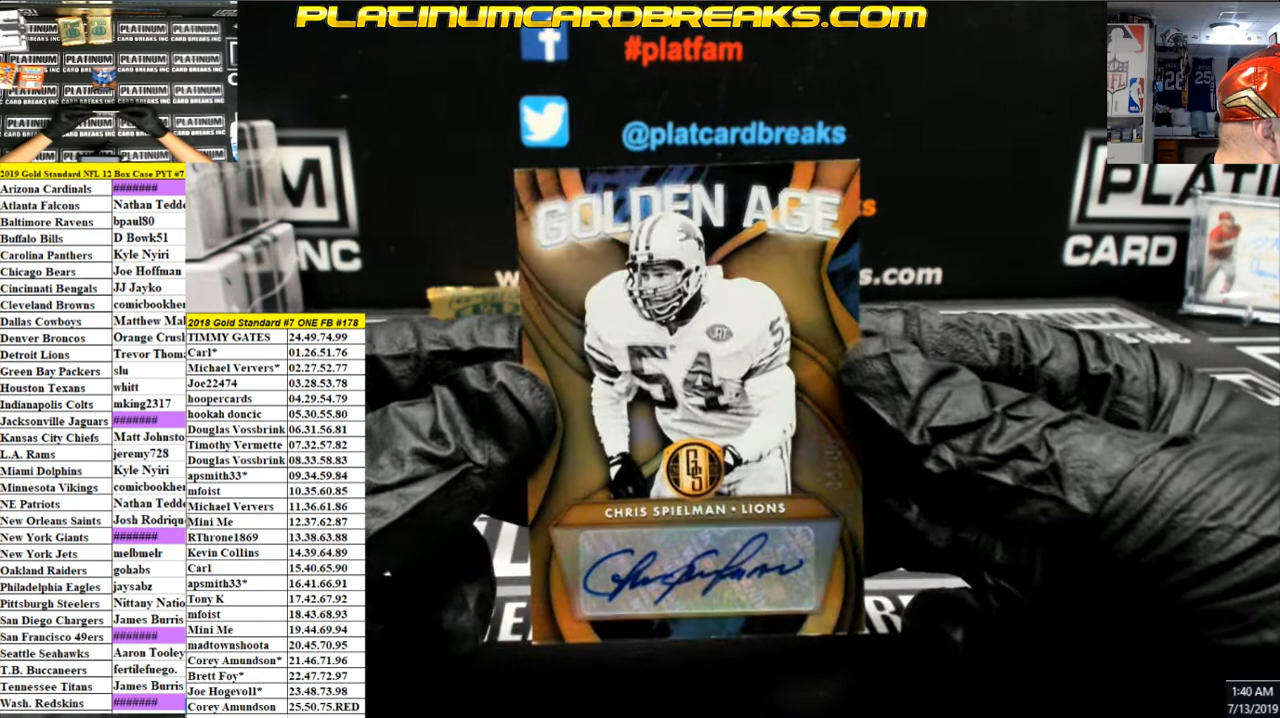 PLATINUMCARDBREAKS.COM
#platfam
@platcardbreaks
GOLDEN AGE
54
GS
CHRIS SPIELMAN • LIONS
INC
CARD
2019 Gold Standard NFL 12 Box Case PYT #7
Arizona Cardinals #######
Atlanta Falcons Nathan Tedde
Baltimore Ravens bpaul80
Buffalo Bills D Bowk51
Carolina Panthers Kyle Nyiri
Chicago Bears Joe Hoffman
Cincinnati Bengals JJ Jayko
Cleveland Browns comicbookher
Dallas Cowboys Matthew Mal
Denver Broncos Orange Crus
Detroit Lions Trevor Thom
Green Bay Packers slu
Houston Texans whitt
Indianapolis Colts mking2317
Jacksonville Jaguars #######
Kansas City Chiefs Matt Johnsto
L.A. Rams jeremy728
Miami Dolphins Kyle Nyiri
Minnesota Vikings comicbookhe
NE Patriots Nathan Tedde
New Orleans Saints Josh Rodriqu
New York Giants #######
New York Jets melbmelr
Oakland Raiders gohabs
Philadelphia Eagles jaysabz
Pittsburgh Steelers Nittany Natio
San Diego Chargers James Burris
San Francisco 49ers #######
Seattle Seahawks Aaron Tooley
T.B. Buccaneers fertilefuego.
Tennessee Titans James Burris
Wash. Redskins #######
2018 Gold Standard #7 ONE FB #178
TIMMY GATES 24.49.74.99
Carl* 01.26.51.76
Michael Ververs* 02.27.52.77
Joe22474 03.28.53.78
hoopercards 04.29.54.79
hookah doncic 05.30.55.80
Douglas Vossbrink 06.31.56.81
Timothy Vermette 07.32.57.82
Douglas Vossbrink 08.33.58.83
apsmith33* 09.34.59.84
mfoist 10.35.60.85
Michael Ververs 11.36.61.86
Mini Me 12.37.62.87
RThrone1869 13.38.63.88
Kevin Collins 14.39.64.89
Carl 15.40.65.90
apsmith33* 16.41.66.91
Tony K 17.42.67.92
mfoist 18.43.68.93
Mini Me 19.44.69.94
madtownshoota 20.45.70.95
Corey Amundson* 21.46.71.96
Brett Foy* 22.47.72.97
Joe Hogevoll* 23.48.73.98
Corey Amundson 25.50.75.RED
1:40 AM
7/13/2019